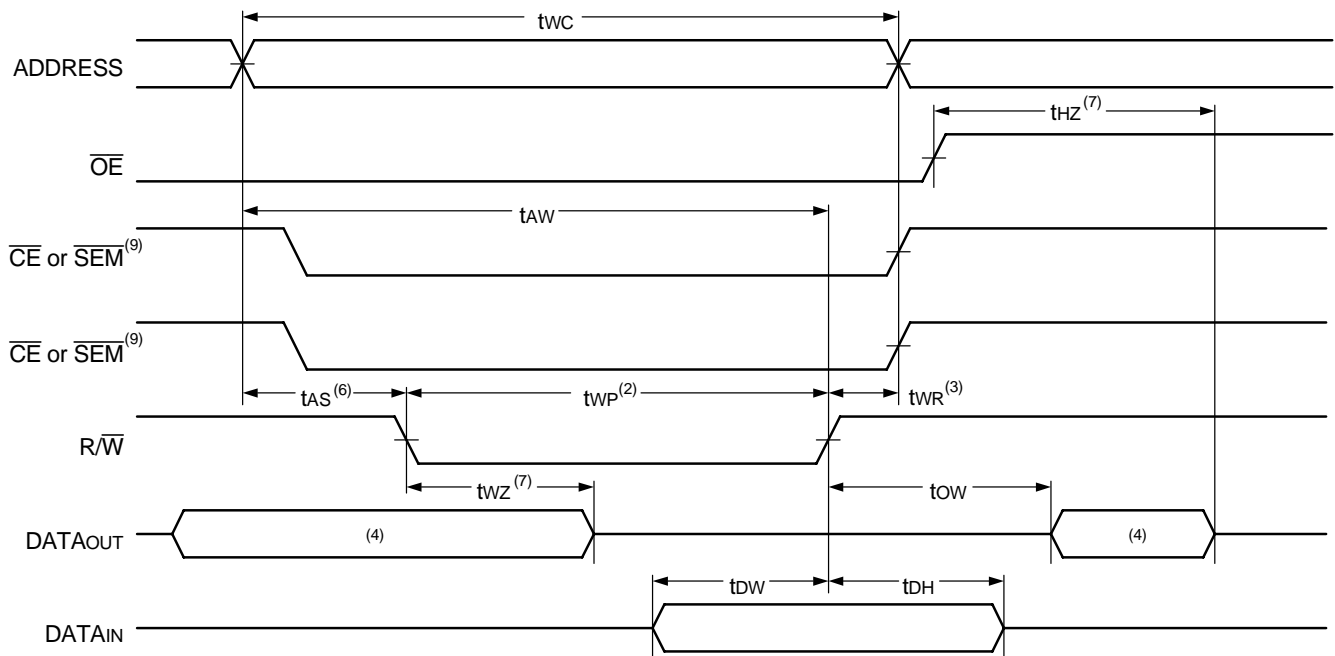 tWC
ADDRESS
tHZ(7)
OE
tAW
CE or SEM(9)
CE or SEM(9)
tAS(6) tWP(2) tWR(3)
R/W
tWZ(7) tOW
DATAOUT (4) (4)
tDW tDH
DATAIN